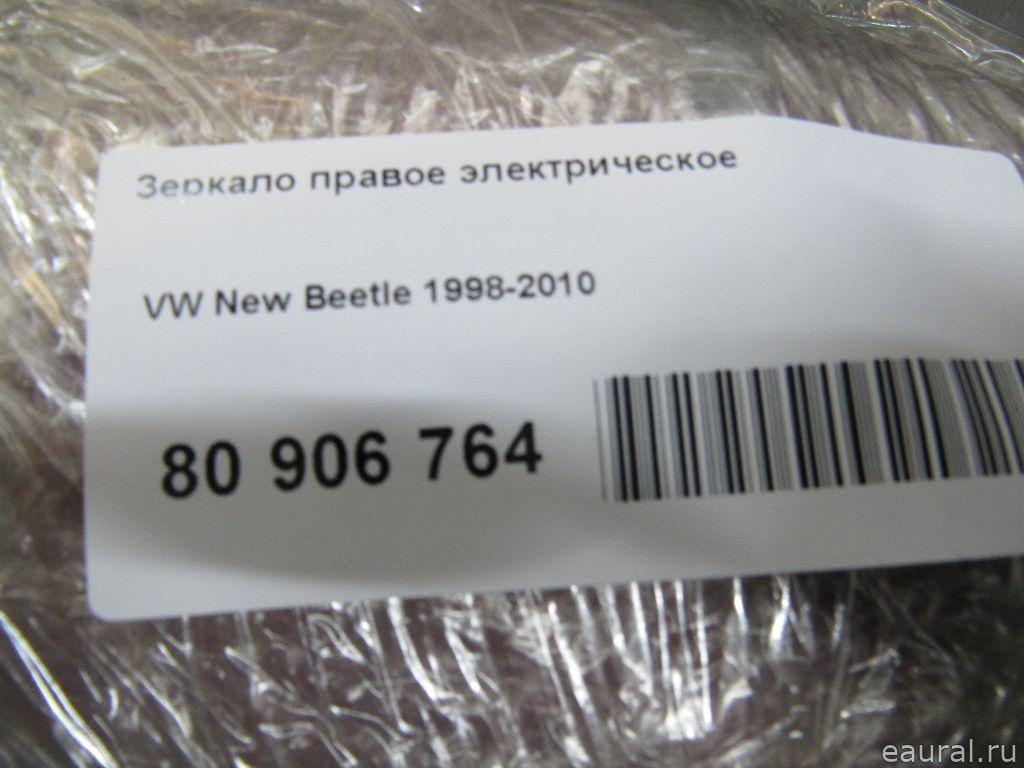 Зеркало правое электрическое
VW New Beetle 1998-2010
80 906 764
eaural.ru